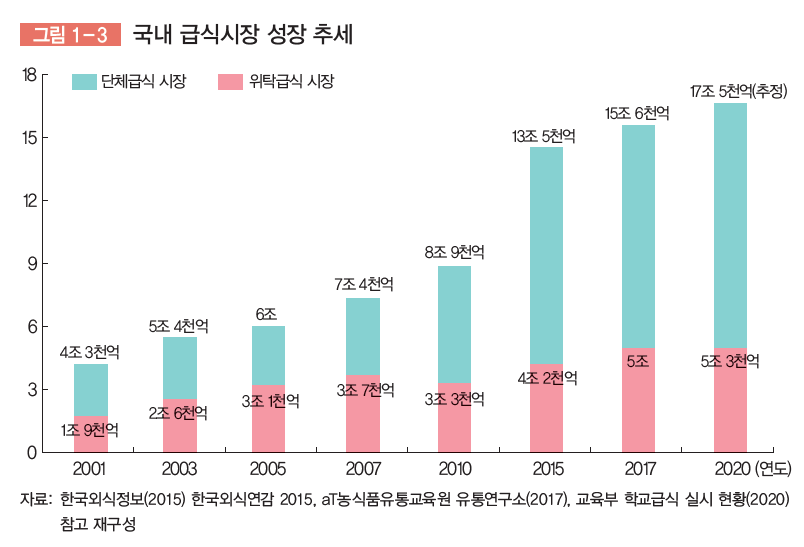 그림 1-3 국내 급식시장 성장 추세
단체급식 시장 위탁급식 시장
18
15
12
9
6
3
0
4조 3천억
5조 4천억
6조
7조 4천억
8조 9천억
13조 5천억
15조 6천억
17조 5천억(추정)
1조 9천억
2조 6천억
3조 1천억
3조 7천억
3조 3천억
4조 2천억
5조
5조 3천억
2001 2003 2005 2007 2010 2015 2017 2020 (연도)
자료: 한국외식정보(2015) 한국외식연감 2015, aT농식품유통교육원 유통연구소(2017), 교육부 학교급식 실시 현황(2020)
참고 재구성